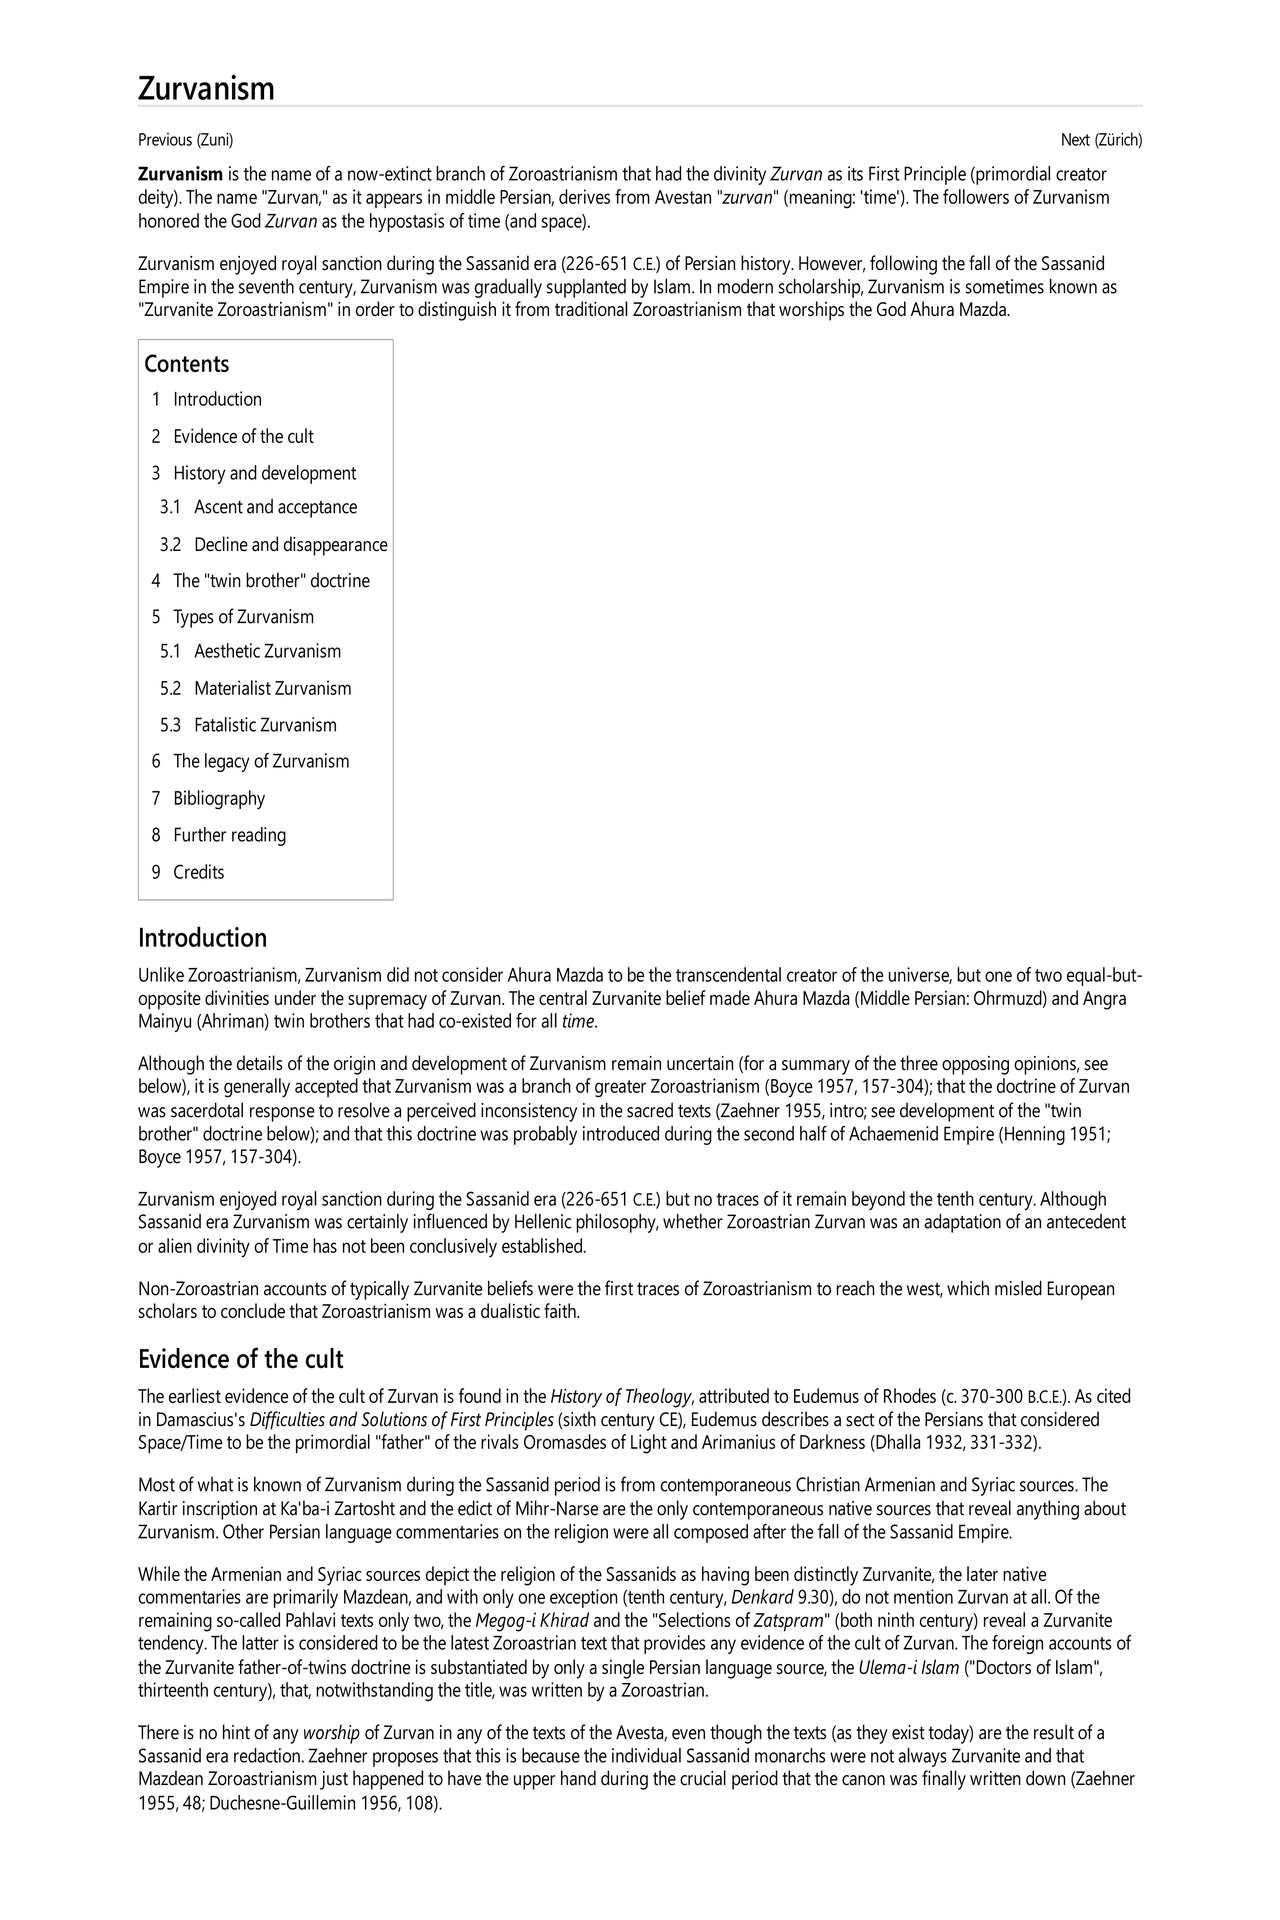 Zurvanism
Previous (Zuni)
Next (Zürich)
Zurvanism is the name of a now-extinct branch of Zoroastrianism that had the divinity Zurvan as its First Principle (primordial creator
deity). The name "Zurvan," as it appears in middle Persian, derives from Avestan "zurvan" (meaning: 'time'). The followers of Zurvanism
honored the God Zurvan as the hypostasis of time (and space).
Zurvanism enjoyed royal sanction during the Sassanid era (226-651 C.E.) of Persian history. However, following the fall of the Sassanid
Empire in the seventh century, Zurvanism was gradually supplanted by Islam. In modern scholarship, Zurvanism is sometimes known as
"Zurvanite Zoroastrianism" in order to distinguish it from traditional Zoroastrianism that worships the God Ahura Mazda.
Contents
1 Introduction
2 Evidence of the cult
3 History and development
3.1 Ascent and acceptance
3.2 Decline and disappearance
4 The "twin brother" doctrine
5 Types of Zurvanism
5.1 Aesthetic Zurvanism
5.2 Materialist Zurvanism
5.3 Fatalistic Zurvanism
6 The legacy of Zurvanism
7 Bibliography
8 Further reading
9 Credits
Introduction
Unlike Zoroastrianism, Zurvanism did not consider Ahura Mazda to be the transcendental creator of the universe, but one of two equal-but-
opposite divinities under the supremacy of Zurvan. The central Zurvanite belief made Ahura Mazda (Middle Persian: Ohrmuzd) and Angra
Mainyu (Ahriman) twin brothers that had co-existed for all time.
Although the details of the origin and development of Zurvanism remain uncertain (for a summary of the three opposing opinions, see
below), it is generally accepted that Zurvanism was a branch of greater Zoroastrianism (Boyce 1957, 157-304); that the doctrine of Zurvan
was sacerdotal response to resolve a perceived inconsistency in the sacred texts (Zaehner 1955, intro; see development of the "twin
brother" doctrine below); and that this doctrine was probably introduced during the second half of Achaemenid Empire (Henning 1951;
Boyce 1957, 157-304).
Zurvanism enjoyed royal sanction during the Sassanid era (226-651 C.E.) but no traces of it remain beyond the tenth century. Although
Sassanid era Zurvanism was certainly influenced by Hellenic philosophy, whether Zoroastrian Zurvan was an adaptation of an antecedent
or alien divinity of Time has not been conclusively established.
Non-Zoroastrian accounts of typically Zurvanite beliefs were the first traces of Zoroastrianism to reach the west, which misled European
scholars to conclude that Zoroastrianism was a dualistic faith.
Evidence of the cult
The earliest evidence of the cult of Zurvan is found in the History of Theology, attributed to Eudemus of Rhodes (c. 370-300 B.C.E.). As cited
in Damascius's Difficulties and Solutions of First Principles (sixth century CE), Eudemus describes a sect of the Persians that considered
Space/Time to be the primordial "father" of the rivals Oromasdes of Light and Arimanius of Darkness (Dhalla 1932, 331-332).
Most of what is known of Zurvanism during the Sassanid period is from contemporaneous Christian Armenian and Syriac sources. The
Kartir inscription at Ka'ba-i Zartosht and the edict of Mihr-Narse are the only contemporaneous native sources that reveal anything about
Zurvanism. Other Persian language commentaries on the religion were all composed after the fall of the Sassanid Empire.
While the Armenian and Syriac sources depict the religion of the Sassanids as having been distinctly Zurvanite, the later native
commentaries are primarily Mazdean, and with only one exception (tenth century, Denkard 9.30), do not mention Zurvan at all. Of the
remaining so-called Pahlavi texts only two, the Megog-i Khirad and the "Selections of Zatspram" (both ninth century) reveal a Zurvanite
tendency. The latter is considered to be the latest Zoroastrian text that provides any evidence of the cult of Zurvan. The foreign accounts of
the Zurvanite father-of-twins doctrine is substantiated by only a single Persian language source, the Ulema-i Islam ("Doctors of Islam",
thirteenth century), that, notwithstanding the title, was written by a Zoroastrian.
There is no hint of any worship of Zurvan in any of the texts of the Avesta, even though the texts (as they exist today) are the result of a
Sassanid era redaction. Zaehner proposes that this is because the individual Sassanid monarchs were not always Zurvanite and that
Mazdean Zoroastrianism just happened to have the upper hand during the crucial period that the canon was finally written down (Zaehner
1955, 48; Duchesne-Guillemin 1956, 108).